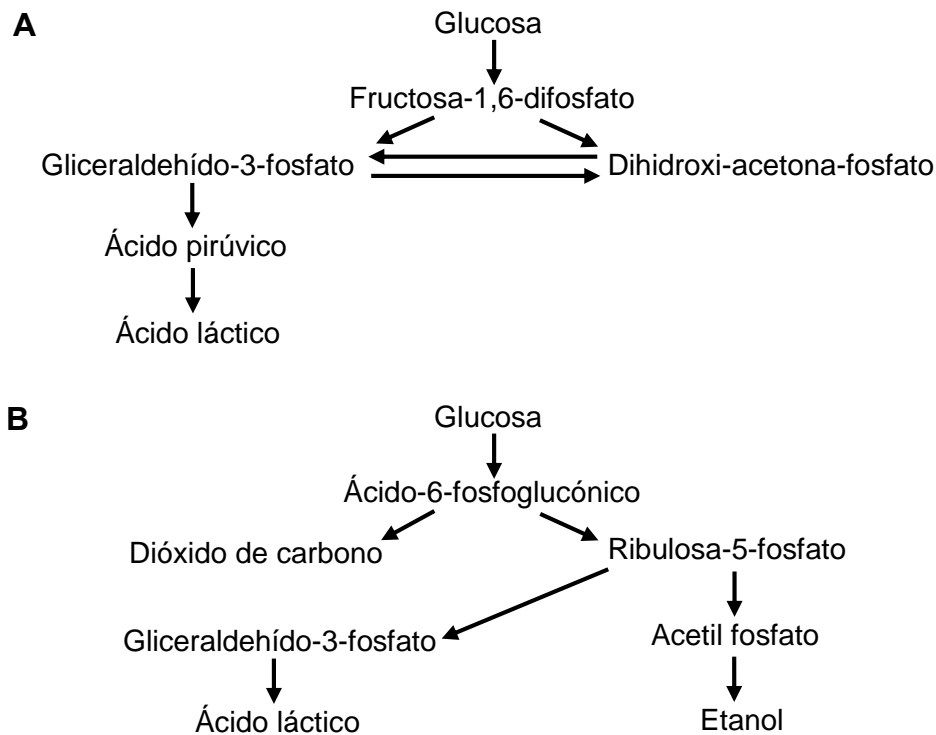 A
Glucosa
Fructosa-1,6-difosfato
Gliceraldehído-3-fosfato Dihidroxi-acetona-fosfato
Ácido pirúvico
Ácido láctico
B
Glucosa
Ácido-6-fosfoglucónico
Dióxido de carbono Ribulosa-5-fosfato
Gliceraldehído-3-fosfato Acetil fosfato
Ácido láctico Etanol